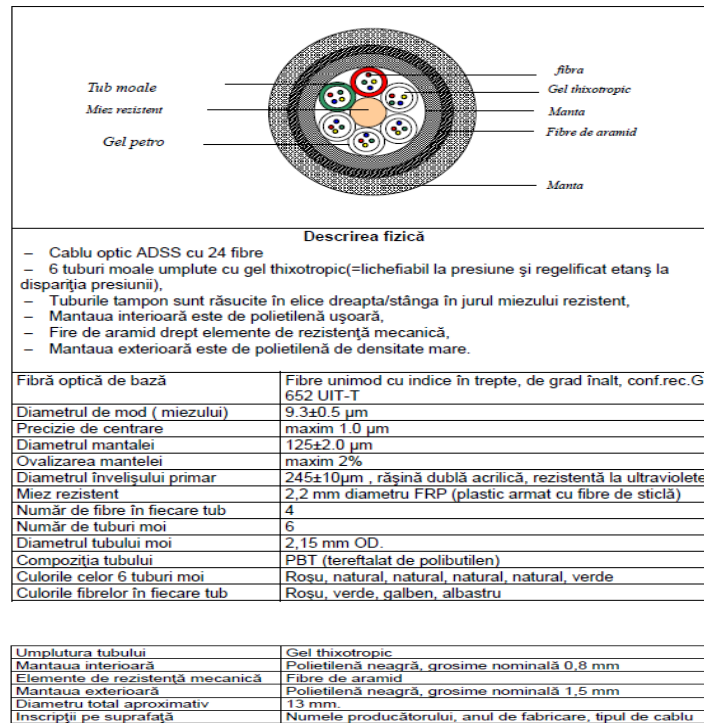 fibra
Tub moale
Gel thixotropic
Miez rezistent
Manta
Fibre de aramid
Gel petro
Manta
Descrirea fizică
– Cablu optic ADSS cu 24 fibre
– 6 tuburi moale umplute cu gel thixotropic(=lichefiabil la presiune şi regelificat etanş la
dispariţia presiunii),
– Tuburile tampon sunt răsucite în elice dreapta/stânga în jurul miezului rezistent,
– Mantaua interioară este de polietilenă uşoară,
– Fire de aramid drept elemente de rezistenţă mecanică,
– Mantaua exterioară este de polietilenă de densitate mare.
Fibră optică de bază Fibre unimod cu indice în trepte, de grad înalt, conf.rec.G
652 UIT-T
Diametrul de mod ( miezului) 9.3±0.5 µm
Precizie de centrare maxim 1.0 µm
Diametrul mantalei 125±2.0 µm
Ovalizarea mantelei maxim 2%
Diametrul învelişului primar 245±10µm , răşină dublă acrilică, rezistentă la ultraviolete
Miez rezistent 2,2 mm diametru FRP (plastic armat cu fibre de sticlă)
Număr de fibre în fiecare tub 4
Număr de tuburi moi 6
Diametrul tubului moi 2,15 mm OD.
Compoziţia tubului PBT (tereftalat de polibutilen)
Culorile celor 6 tuburi moi Roşu, natural, natural, natural, natural, verde
Culorile fibrelor în fiecare tub Roşu, verde, galben, albastru
Umplutura tubului Gel thixotropic
Mantaua interioară Polietilenă neagră, grosime nominală 0,8 mm
Elemente de rezistenţă mecanică Fibre de aramid
Mantaua exterioară Polietilenă neagră, grosime nominală 1,5 mm
Diametru total aproximativ 13 mm.
Inscripţii pe suprafaţă Numele producătorului, anul de fabricare, tipul de cablu